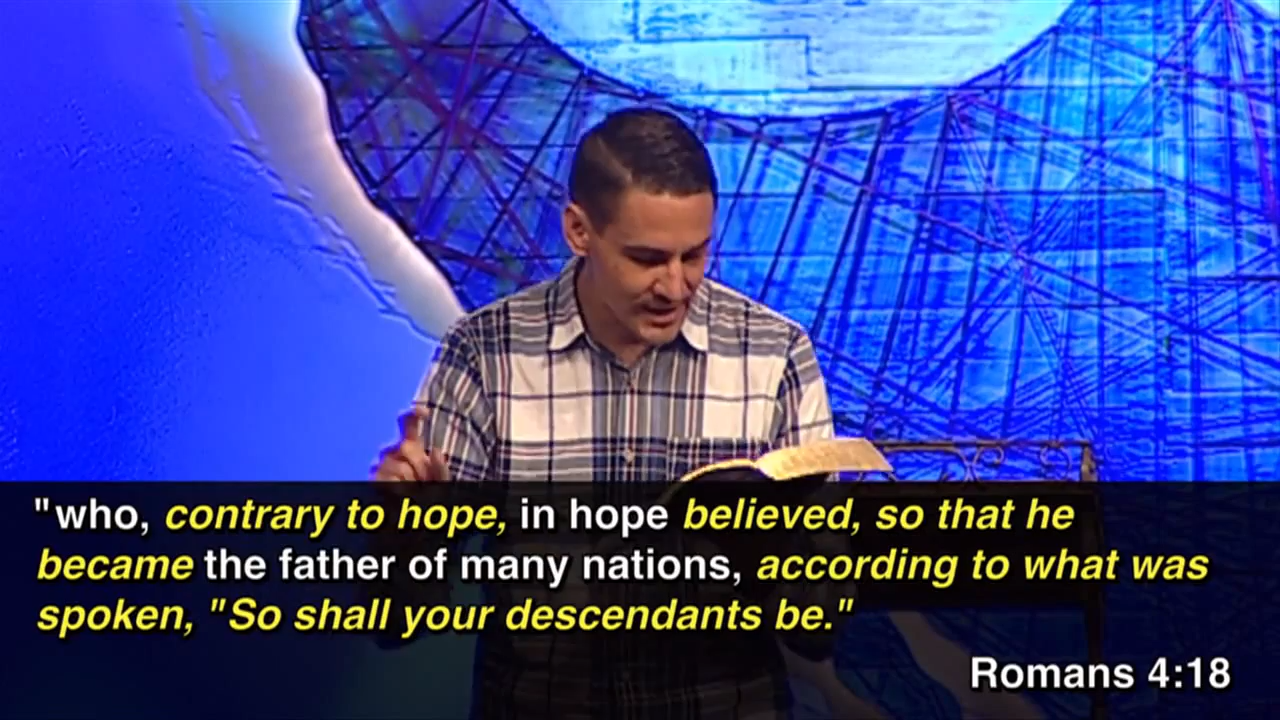 "who, contrary to hope, in hope believed, so that he
became the father of many nations, according to what was
spoken, "So shall your descendants be."
Romans 4:18